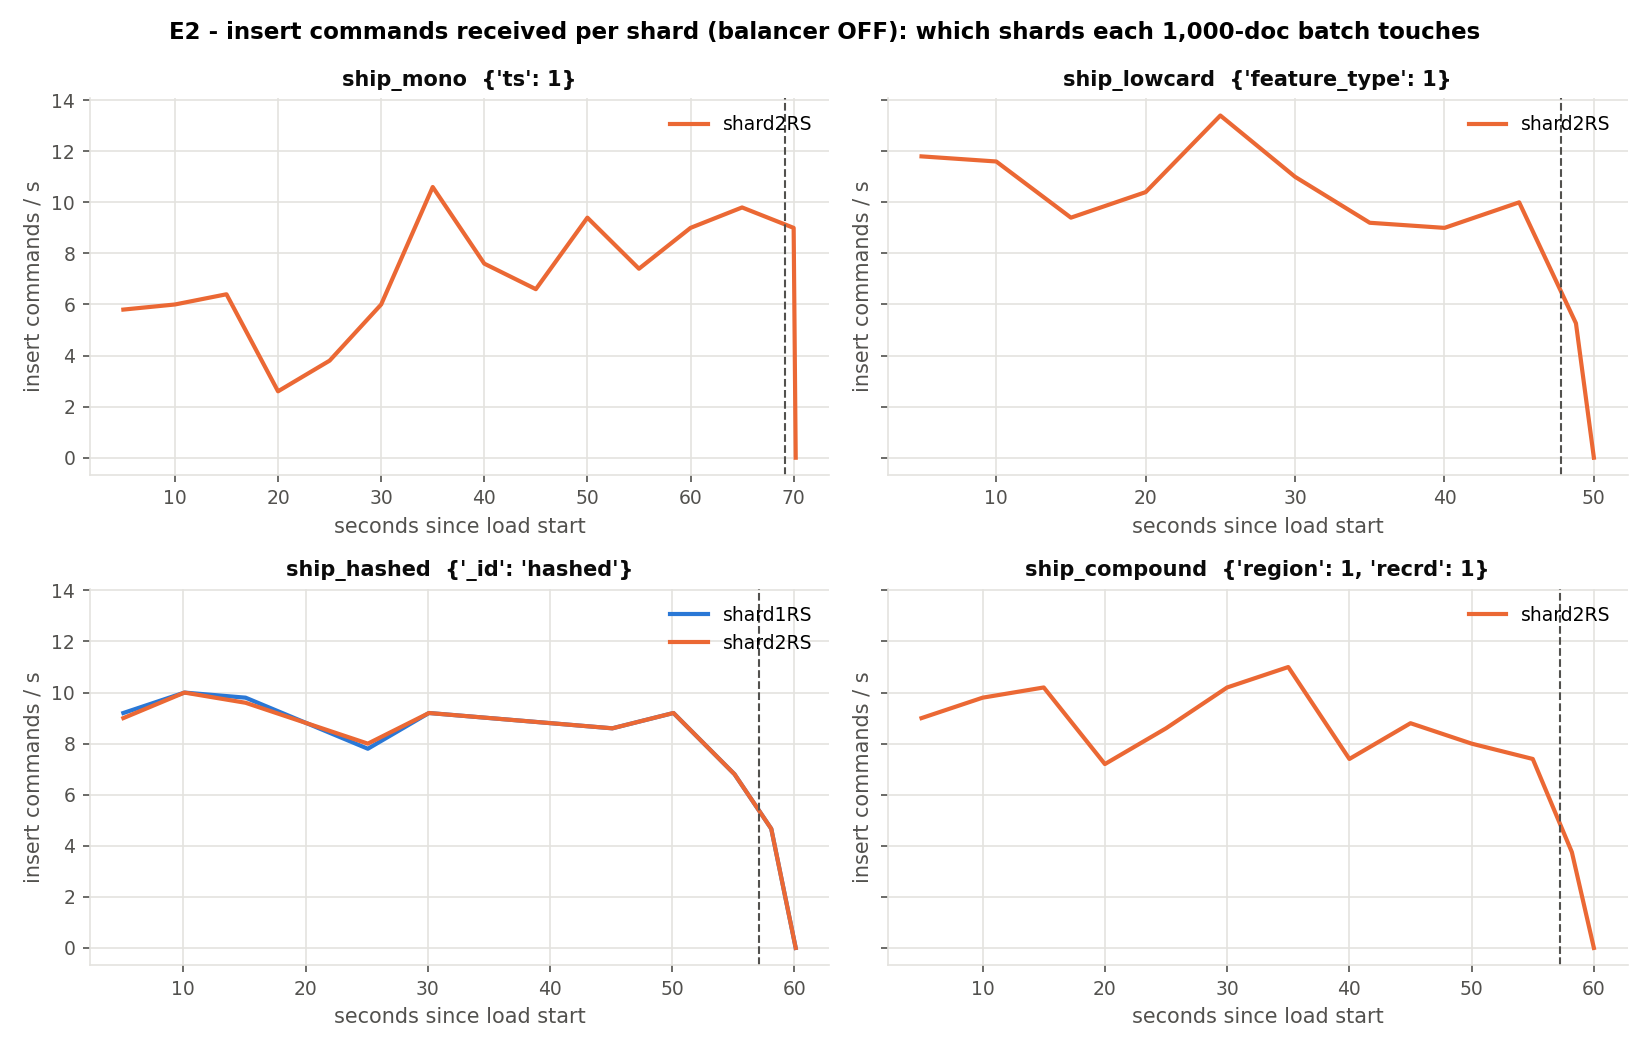 E2 - insert commands received per shard (balancer OFF): which shards each 1,000-doc batch touches
ship_mono {'ts': 1}
insert commands / s
14
12
10
8
6
4
2
0
shard2RS
10 20 30 40 50 60 70
seconds since load start
ship_lowcard {'feature_type': 1}
insert commands / s
shard2RS
10 20 30 40 50
seconds since load start
ship_hashed {'_id': 'hashed'}
insert commands / s
14
12
10
8
6
4
2
0
shard1RS
shard2RS
10 20 30 40 50 60
seconds since load start
ship_compound {'region': 1, 'recrd': 1}
insert commands / s
shard2RS
10 20 30 40 50 60
seconds since load start